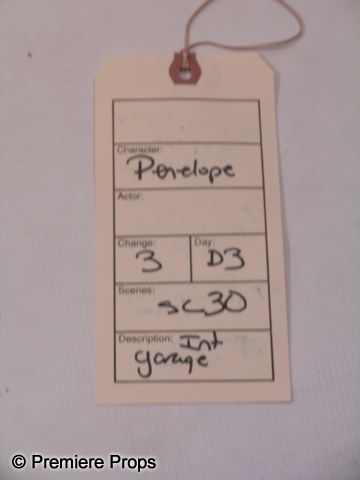 Character:
Penelope
Actor:
Change: Day:
3 D3
Scenes:
sc30
Description: Int
garage
© Premiere Props